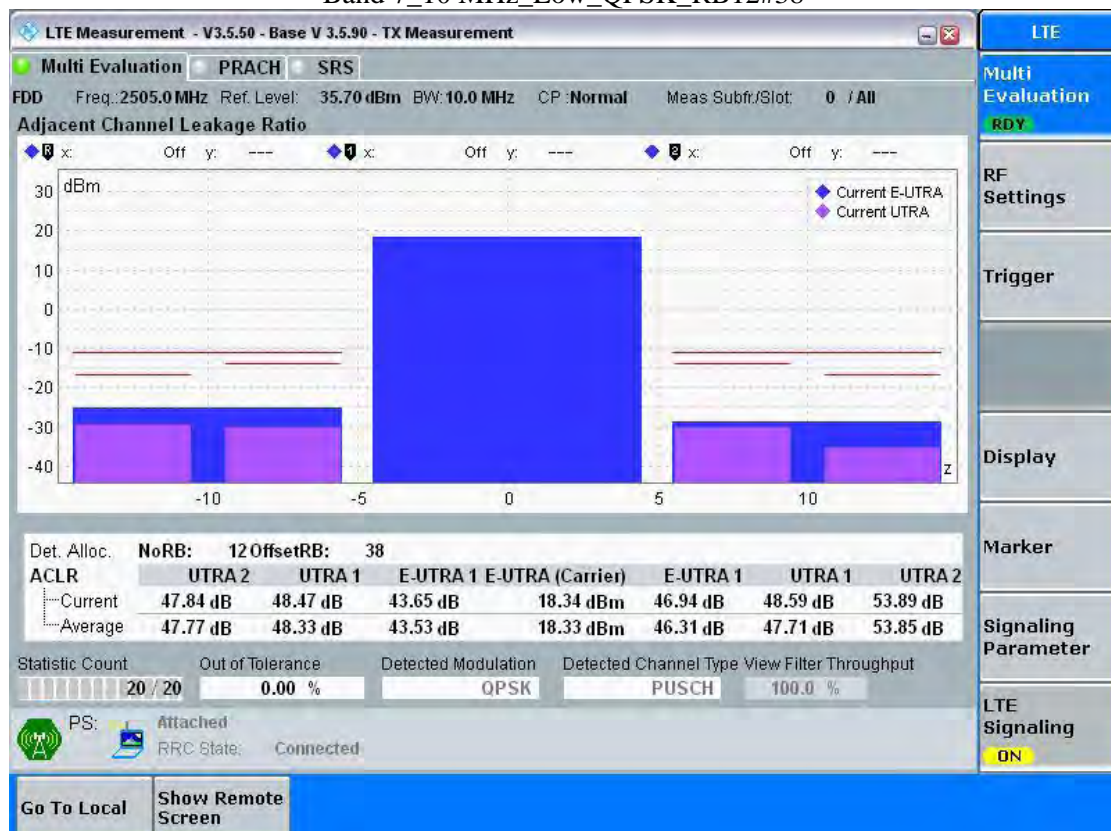 Band 7_10 MHz_Low_QPSK_RB12#38
LTE Measurement - V3.5.50 - Base V 3.5.90 - TX Measurement
LTE
Multi Evaluation PRACH SRS
Multi
Evaluation
RDY
FDD Freq.:2505.0 MHz Ref. Level: 35.70 dBm BW: 10.0 MHz CP :Normal Meas Subfr./Slot: 0 / All
Adjacent Channel Leakage Ratio
R x: Off y: --- 1 x: Off y: --- 2 x: Off y: ---
dBm
Current E-UTRA
Current UTRA
30
20
10
0
-10
-20
-30
-40
z
-10 -5 0 5 10
RF
Settings
Trigger
Display
Marker
Signaling
Parameter
LTE
Signaling
ON
Det. Alloc. NoRB: 12 OffsetRB: 38
ACLR UTRA 2 UTRA 1 E-UTRA 1 E-UTRA (Carrier) E-UTRA 1 UTRA 1 UTRA 2
Current 47.84 dB 48.47 dB 43.65 dB 18.34 dBm 46.94 dB 48.59 dB 53.89 dB
Average 47.77 dB 48.33 dB 43.53 dB 18.33 dBm 46.31 dB 47.71 dB 53.85 dB
Statistic Count Out of Tolerance Detected Modulation Detected Channel Type View Filter Throughput
20 / 20 0.00 % QPSK PUSCH 100.0 %
PS: Attached
RRC State: Connected
Go To Local
Show Remote
Screen